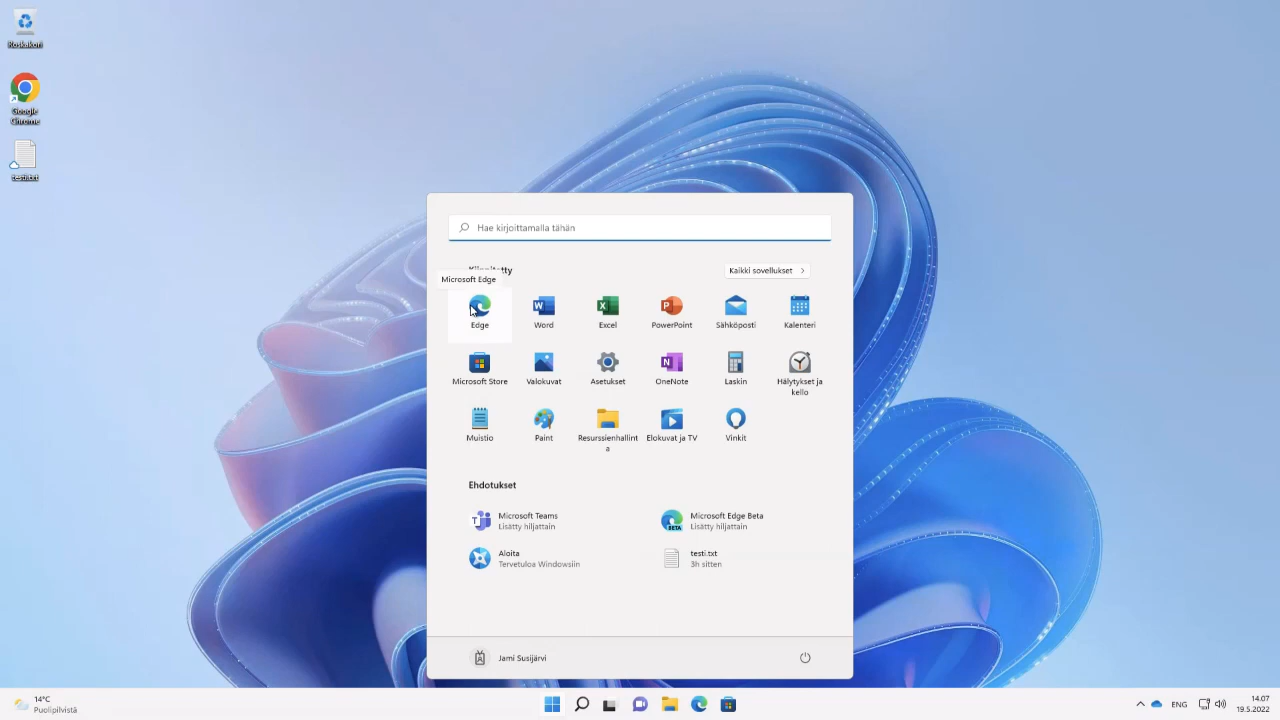 Roskakori
Google
Chrome
testi.txt
Hae kirjoittamalla tähän
Kiinnitetty
Kaikki sovellukset
Microsoft Edge
Edge
Word
Excel
PowerPoint
Sähköposti
Kalenteri
Microsoft Store
Valokuvat
Asetukset
OneNote
Laskin
Hälytykset ja
kello
Muistio
Paint
Resurssienhallint
a
Elokuvat ja TV
Vinkit
Ehdotukset
Microsoft Teams
Lisätty hiljattain
Microsoft Edge Beta
Lisätty hiljattain
Aloita
Tervetuloa Windowsiin
testi.txt
3h sitten
Jami Susijärvi
14°C
Puolipilvistä
ENG
14.07
19.5.2022